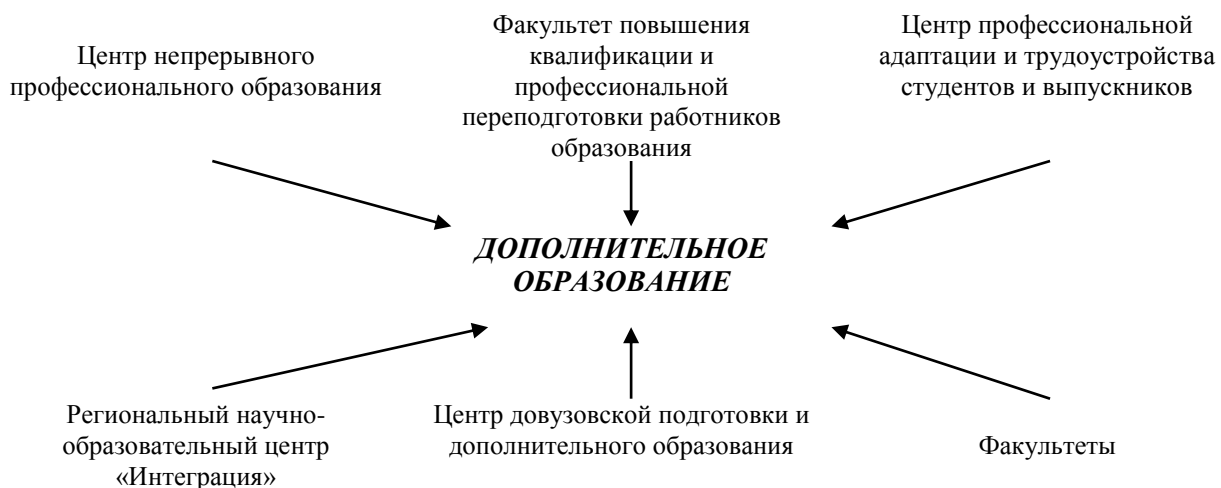 Центр непрерывного
профессионального образования
Факультет повышения
квалификации и
профессиональной
переподготовки работников
образования
Центр профессиональной
адаптации и трудоустройства
студентов и выпускников
ДОПОЛНИТЕЛЬНОЕ
ОБРАЗОВАНИЕ
Региональный научно-
образовательный центр
«Интеграция»
Центр довузовской подготовки и
дополнительного образования
Факультеты